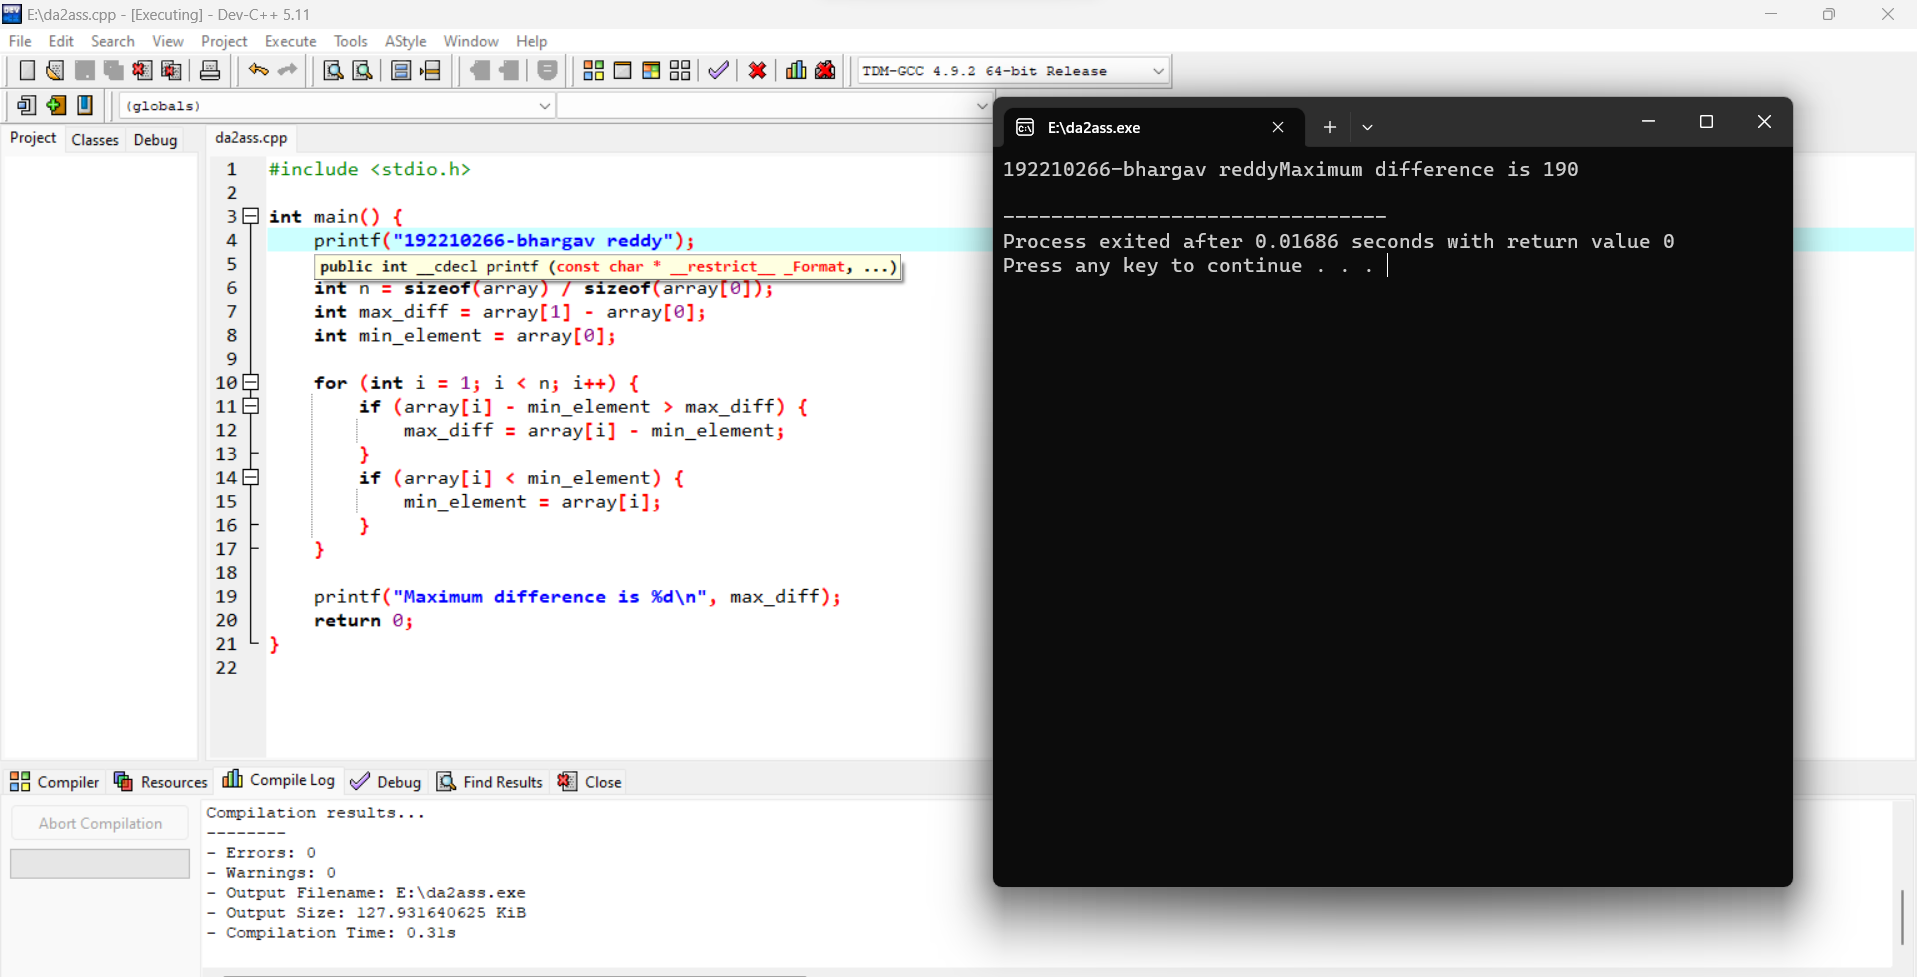 E:\da2ass.cpp - [Executing] - Dev-C++ 5.11
File Edit Search View Project Execute Tools AStyle Window Help
TDM-GCC 4.9.2 64-bit Release
(globals)
Project Classes Debug da2ass.cpp
1 #include <stdio.h>
2
3 int main() {
4 printf("192210266-bhargav reddy");
5 public int __cdecl printf (const char * __restrict__ _Format, ...)
6 int n = sizeof(array) / sizeof(array[0]);
7 int max_diff = array[1] - array[0];
8 int min_element = array[0];
9
10 for (int i = 1; i < n; i++) {
11 if (array[i] - min_element > max_diff) {
12 max_diff = array[i] - min_element;
13 }
14 if (array[i] < min_element) {
15 min_element = array[i];
16 }
17 }
18
19 printf("Maximum difference is %d\n", max_diff);
20 return 0;
21 }
22
E:\da2ass.exe
192210266-bhargav reddyMaximum difference is 190
--------------------------------
Process exited after 0.01686 seconds with return value 0
Press any key to continue . . .
Compiler Resources Compile Log Debug Find Results Close
Abort Compilation
Compilation results...
--------
- Errors: 0
- Warnings: 0
- Output Filename: E:\da2ass.exe
- Output Size: 127.931640625 KiB
- Compilation Time: 0.31s